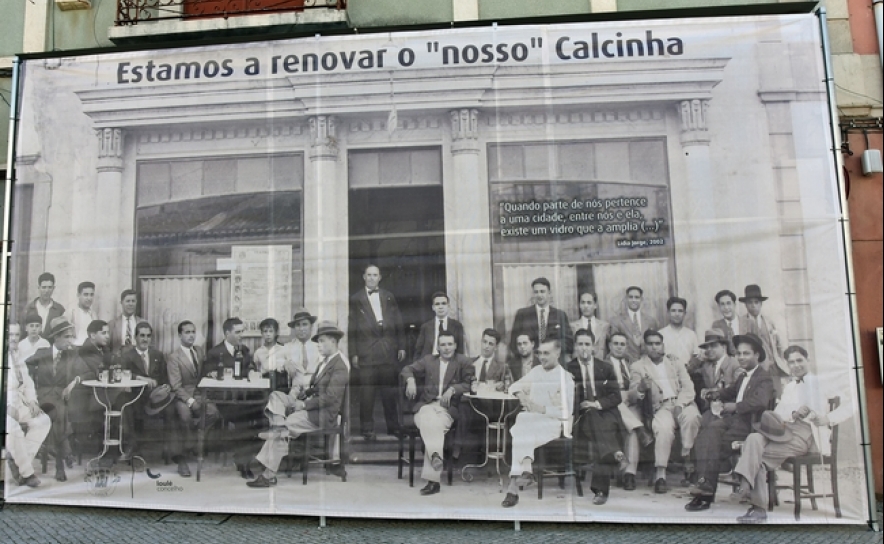 Estamos a renovar o "nosso" Calcinha
"Quando parte de nós pertence
a uma cidade, entre nós e ela,
existe um vidro que a amplia (...)"
Lídia Jorge, 2002
loulé
concelho